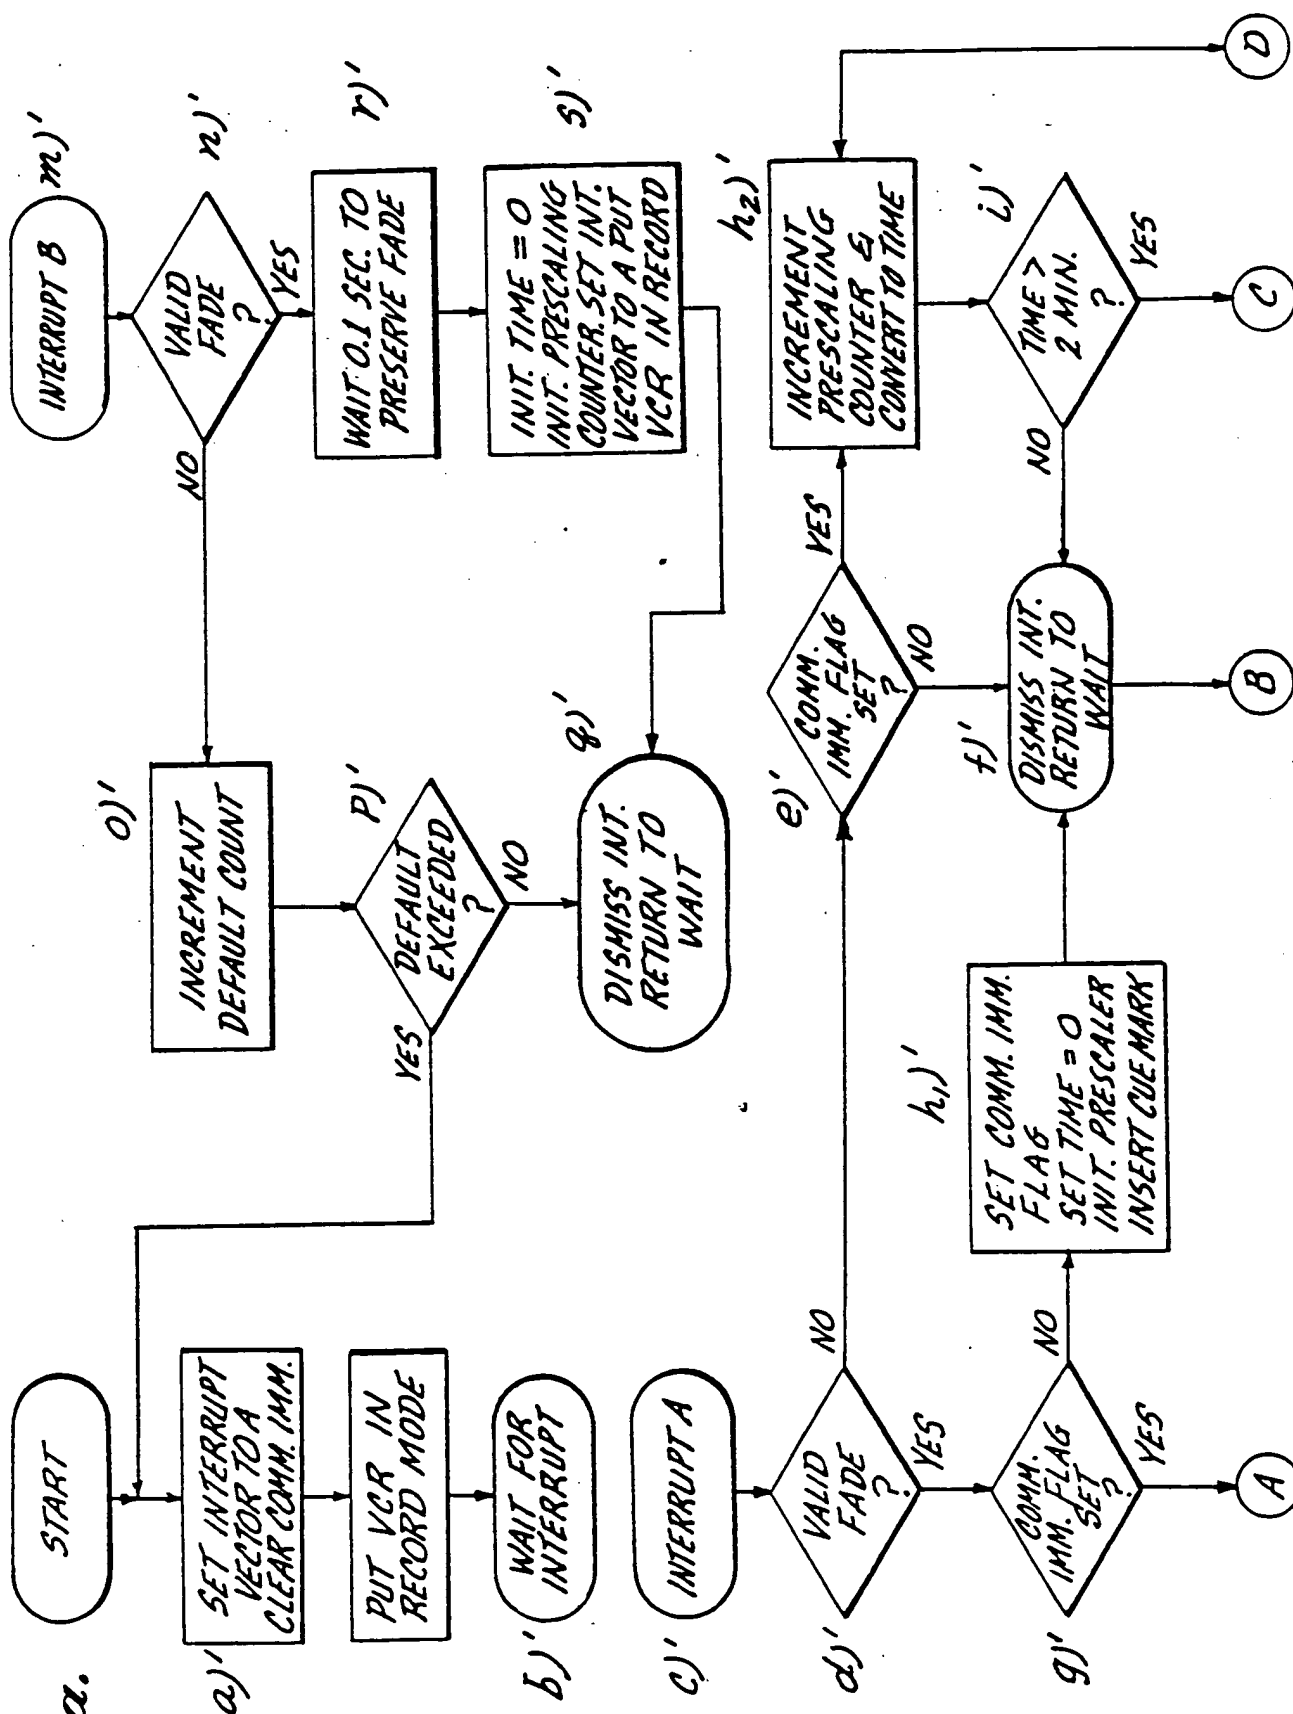 a.
START
a)'
SET INTERRUPT
VECTOR TO A
CLEAR COMM. IMM.
PUT VCR IN
RECORD MODE
b)'
WAIT FOR
INTERRUPT
c)'
INTERRUPT A
d)'
VALID
FADE
?
NO
YES
g)'
COMM.
IMM. FLAG
SET
?
NO
YES
A
h1)'
SET COMM. IMM.
FLAG
SET TIME = 0
INIT. PRESCALER
INSERT CUE MARK
e)'
COMM.
IMM. FLAG
SET
?
YES
NO
f)'
DISMISS INT.
RETURN TO
WAIT
B
h2)'
INCREMENT
PRESCALING
COUNTER &
CONVERT TO TIME
D
i)'
TIME >
2 MIN.
?
NO
YES
C
INTERRUPT B
m)'
VALID
FADE
?
n)'
NO
YES
o)'
INCREMENT
DEFAULT COUNT
p)'
DEFAULT
EXCEEDED
?
YES
NO
q)'
DISMISS INT.
RETURN TO
WAIT
r)'
WAIT 0.1 SEC. TO
PRESERVE FADE
s)'
INIT. TIME = 0
INIT. PRESCALING
COUNTER. SET INT.
VECTOR TO A PUT
VCR IN RECORD